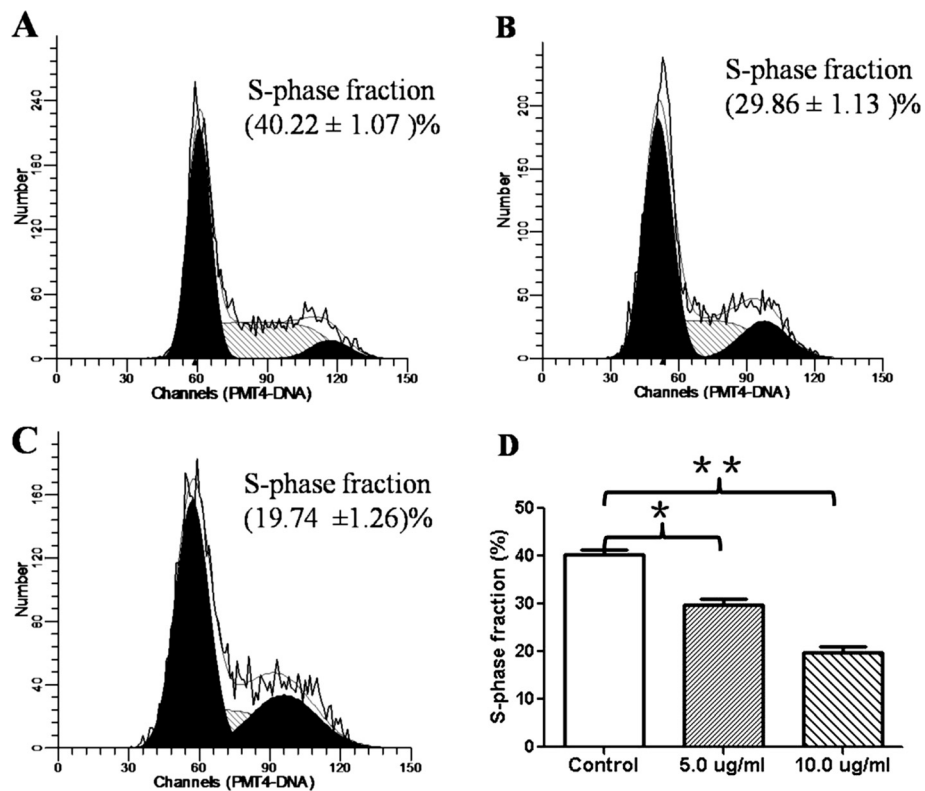 A
S-phase fraction
(40.22 ± 1.07 )%
Number
240
180
120
60
0
0 30 60 90 120 150
Channels (PMT4-DNA)
B
S-phase fraction
(29.86 ± 1.13 )%
Number
200
150
100
50
0
0 30 60 90 120 150
Channels (PMT4-DNA)
C
S-phase fraction
(19.74 ±1.26)%
Number
160
120
80
40
0
0 30 60 90 120 150
Channels (PMT4-DNA)
D
* *
*
S-phase fraction (%)
50
40
30
20
10
0
Control 5.0 ug/ml 10.0 ug/ml